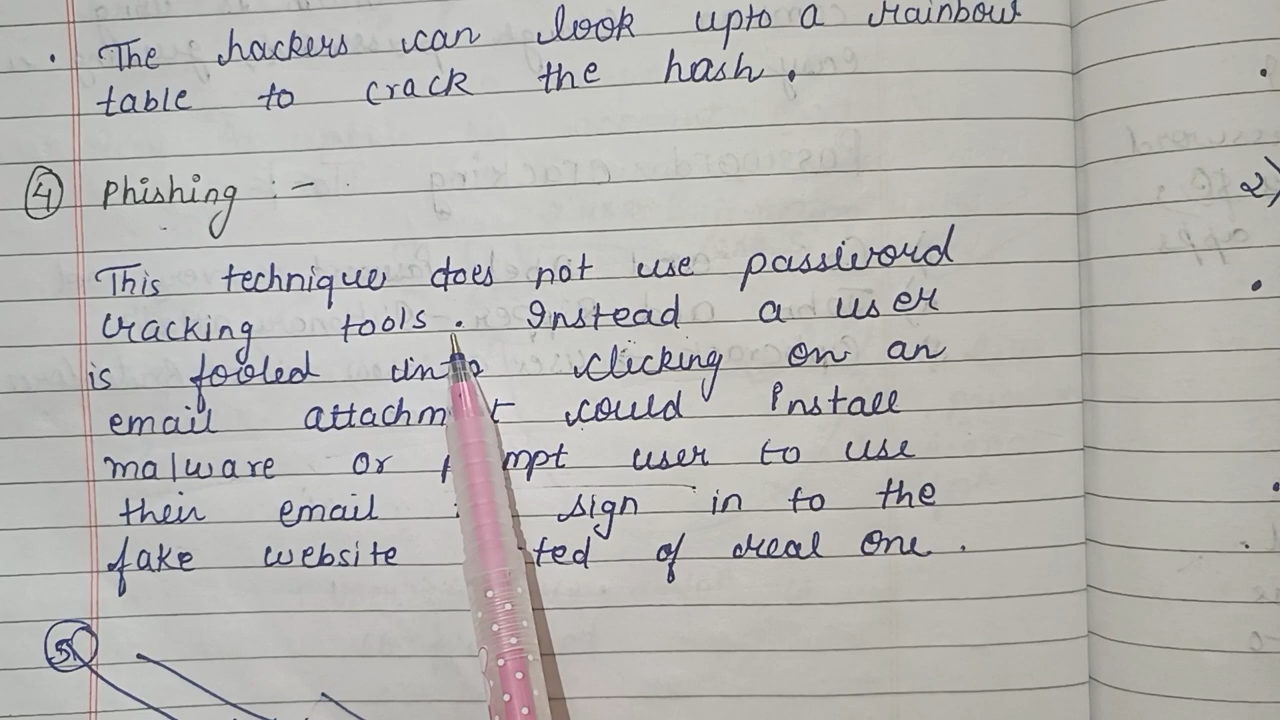 . The hackers can look upto a rainbow
table to crack the hash.
④ Phishing :-
This technique does not use password
cracking tools. Instead a user
is fooled into clicking on an
email attachm t could Install
malware or mpt user to use
their email sign in to the
fake website ted of real one.
⑤
2)